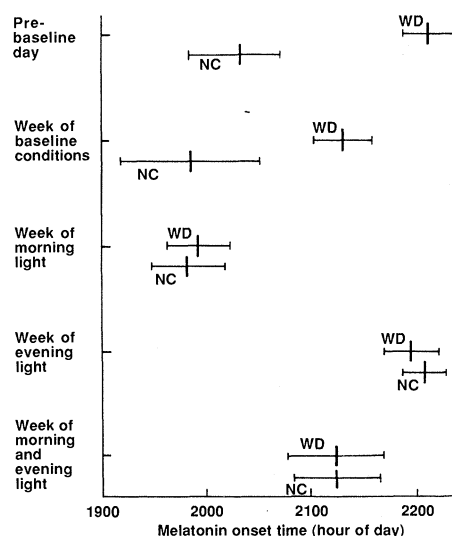 Pre-
baseline
day
WD
NC
Week of
baseline
conditions
WD
NC
Week of
morning
light
WD
NC
Week of
evening
light
WD
NC
Week of
morning
and
evening
light
WD
NC
1900 2000 2100 2200
Melatonin onset time (hour of day)